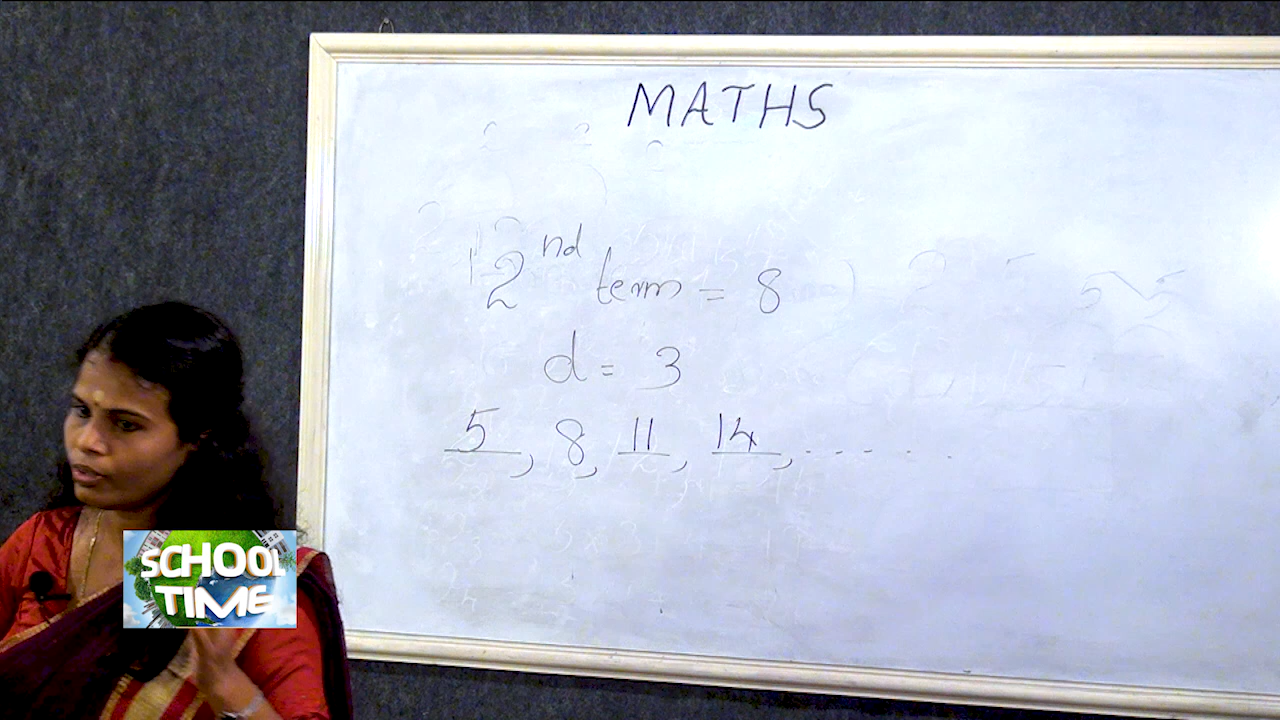 MATHS
2nd term = 8
d = 3
5, 8, 11, 14, ......
SCHOOL
TIME